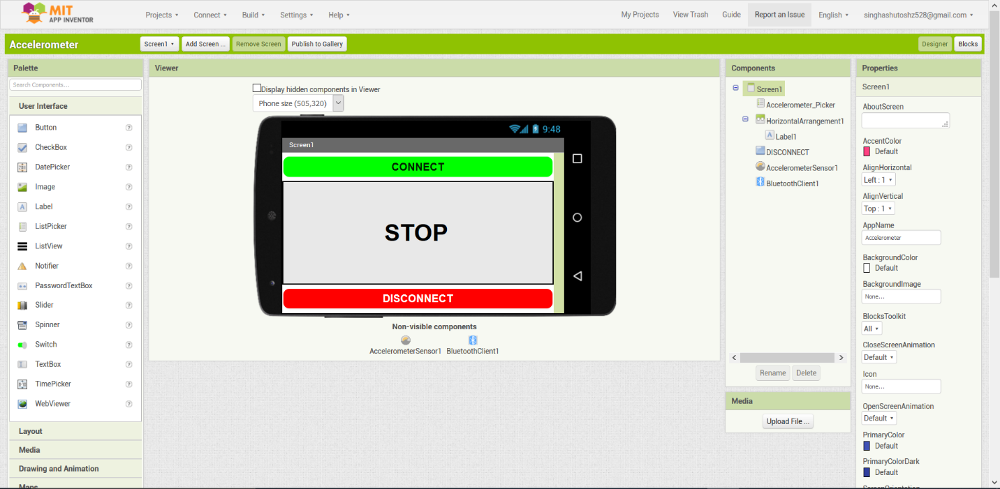 MIT
APP INVENTOR
Projects Connect Build Settings Help
My Projects View Trash Guide Report an Issue English singhashutoshz528@gmail.com
Accelerometer
Screen1 Add Screen ... Remove Screen Publish to Gallery
Designer Blocks
Palette
Search Components...
User Interface
Button ?
CheckBox ?
DatePicker ?
Image ?
Label ?
ListPicker ?
ListView ?
Notifier ?
PasswordTextBox ?
Slider ?
Spinner ?
Switch ?
TextBox ?
TimePicker ?
WebViewer ?
Layout
Media
Drawing and Animation
Maps
Viewer
Display hidden components in Viewer
Phone size (505,320)
9:48
Screen1
CONNECT
STOP
DISCONNECT
Non-visible components
AccelerometerSensor1 BluetoothClient1
Components
Screen1
Accelerometer_Picker
HorizontalArrangement1
A Label1
DISCONNECT
AccelerometerSensor1
BluetoothClient1
Rename Delete
Media
Upload File ...
Properties
Screen1
AboutScreen
AccentColor
Default
AlignHorizontal
Left : 1
AlignVertical
Top : 1
AppName
Accelerometer
BackgroundColor
Default
BackgroundImage
None...
BlocksToolkit
All
CloseScreenAnimation
Default
Icon
None...
OpenScreenAnimation
Default
PrimaryColor
Default
PrimaryColorDark
Default
ScreenOrientation